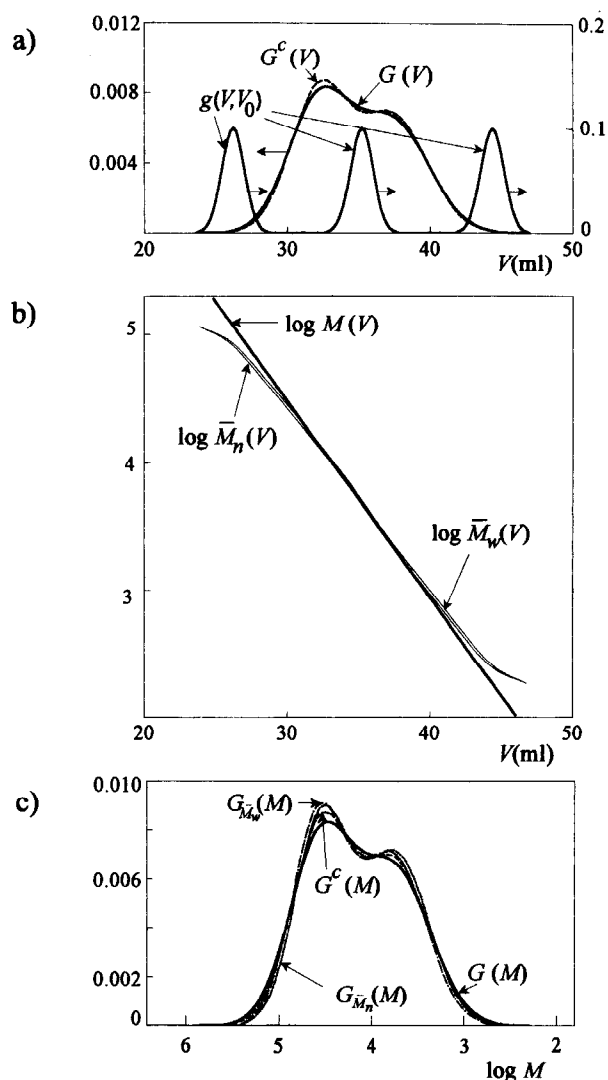 a)
0.012
0.008
0.004
G^c(V)
G(V)
g(V,V_0)
0.2
0.1
0
20
30
40
50
V(ml)
b)
5
4
3
log M(V)
log M̅_n(V)
log M̅_w(V)
20
30
40
50
V(ml)
c)
0.010
0.006
0.002
0
G_M̅_w(M)
G^c(M)
G_M̅_n(M)
G(M)
6
5
4
3
2
log M